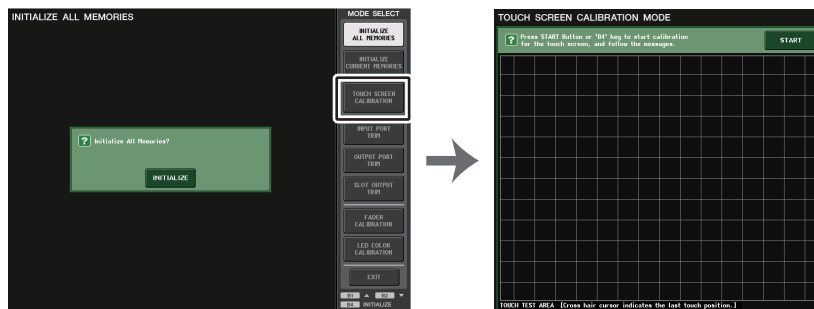 INITIALIZE ALL MEMORIES
? Initialize All Memories?
INITIALIZE
MODE SELECT
INITIALIZE
ALL MEMORIES
INITIALIZE
CURRENT MEMORIES
TOUCH SCREEN
CALIBRATION
INPUT PORT
TRIM
OUTPUT PORT
TRIM
SLOT OUTPUT
TRIM
FADER
CALIBRATION
LED COLOR
CALIBRATION
EXIT
B1 ▲ B2 ▼
B4 INITIALIZE
TOUCH SCREEN CALIBRATION MODE
? Press START Button or 'B4' key to start calibration
for the touch screen, and follow the messages.
START
TOUCH TEST AREA [Cross hair cursor indicates the last touch position.]